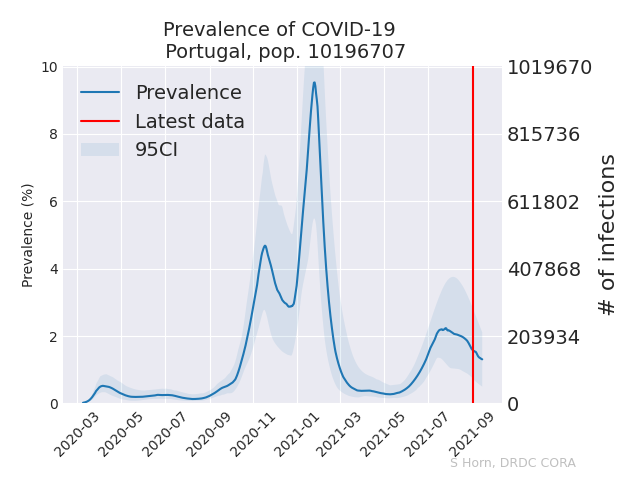 Prevalence of COVID-19
Portugal, pop. 10196707
Prevalence (%)
10
8
6
4
2
0
Prevalence
Latest data
95CI
1019670
815736
611802
407868
203934
0
# of infections
2020-03
2020-05
2020-07
2020-09
2020-11
2021-01
2021-03
2021-05
2021-07
2021-09
S Horn, DRDC CORA